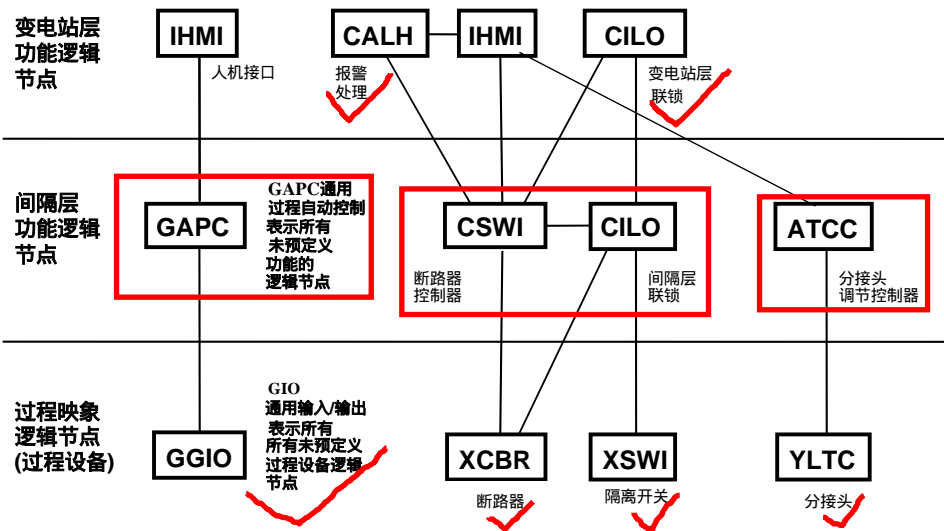 变电站层
功能逻辑
节点
IHMI
人机接口
CALH
报警
处理
IHMI
CILO
变电站层
联锁
间隔层
功能逻辑
节点
GAPC
GAPC通用
过程自动控制
表示所有
未预定义
功能的
逻辑节点
CSWI
断路器
控制器
CILO
间隔层
联锁
ATCC
分接头
调节控制器
过程映象
逻辑节点
(过程设备)
GGIO
GIO
通用输入/输出
表示所有
所有未预定义
过程设备逻辑
节点
XCBR
断路器
XSWI
隔离开关
YLTC
分接头